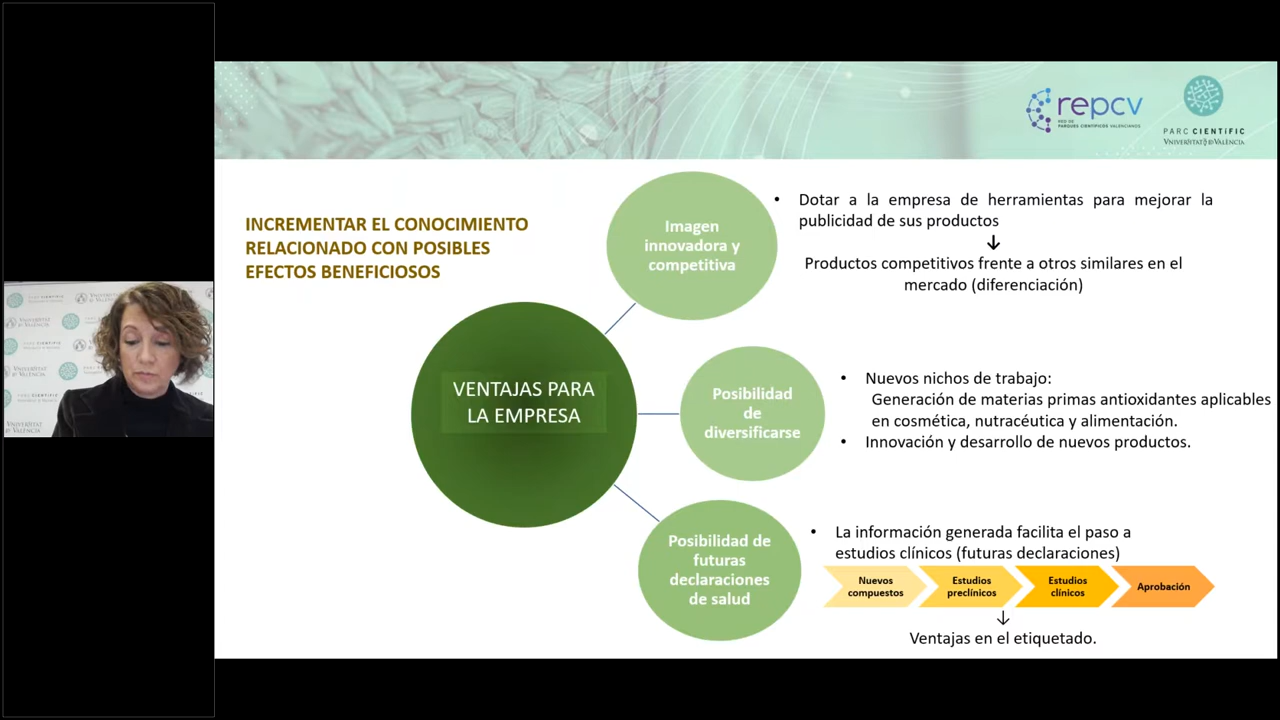 repcv
RED DE
PARQUES CIENTÍFICOS VALENCIANOS
PARC CIENTÍFIC
VNIVERSITAT ID VALÈNCIA
INCREMENTAR EL CONOCIMIENTO
RELACIONADO CON POSIBLES
EFECTOS BENEFICIOSOS
VENTAJAS PARA
LA EMPRESA
Imagen
innovadora y
competitiva
• Dotar a la empresa de herramientas para mejorar la
publicidad de sus productos
Productos competitivos frente a otros similares en el
mercado (diferenciación)
Posibilidad
de
diversificarse
• Nuevos nichos de trabajo:
Generación de materias primas antioxidantes aplicables
en cosmética, nutracéutica y alimentación.
• Innovación y desarrollo de nuevos productos.
Posibilidad de
futuras
declaraciones
de salud
• La información generada facilita el paso a
estudios clínicos (futuras declaraciones)
Nuevos
compuestos
Estudios
preclínicos
Estudios
clínicos
Aprobación
Ventajas en el etiquetado.